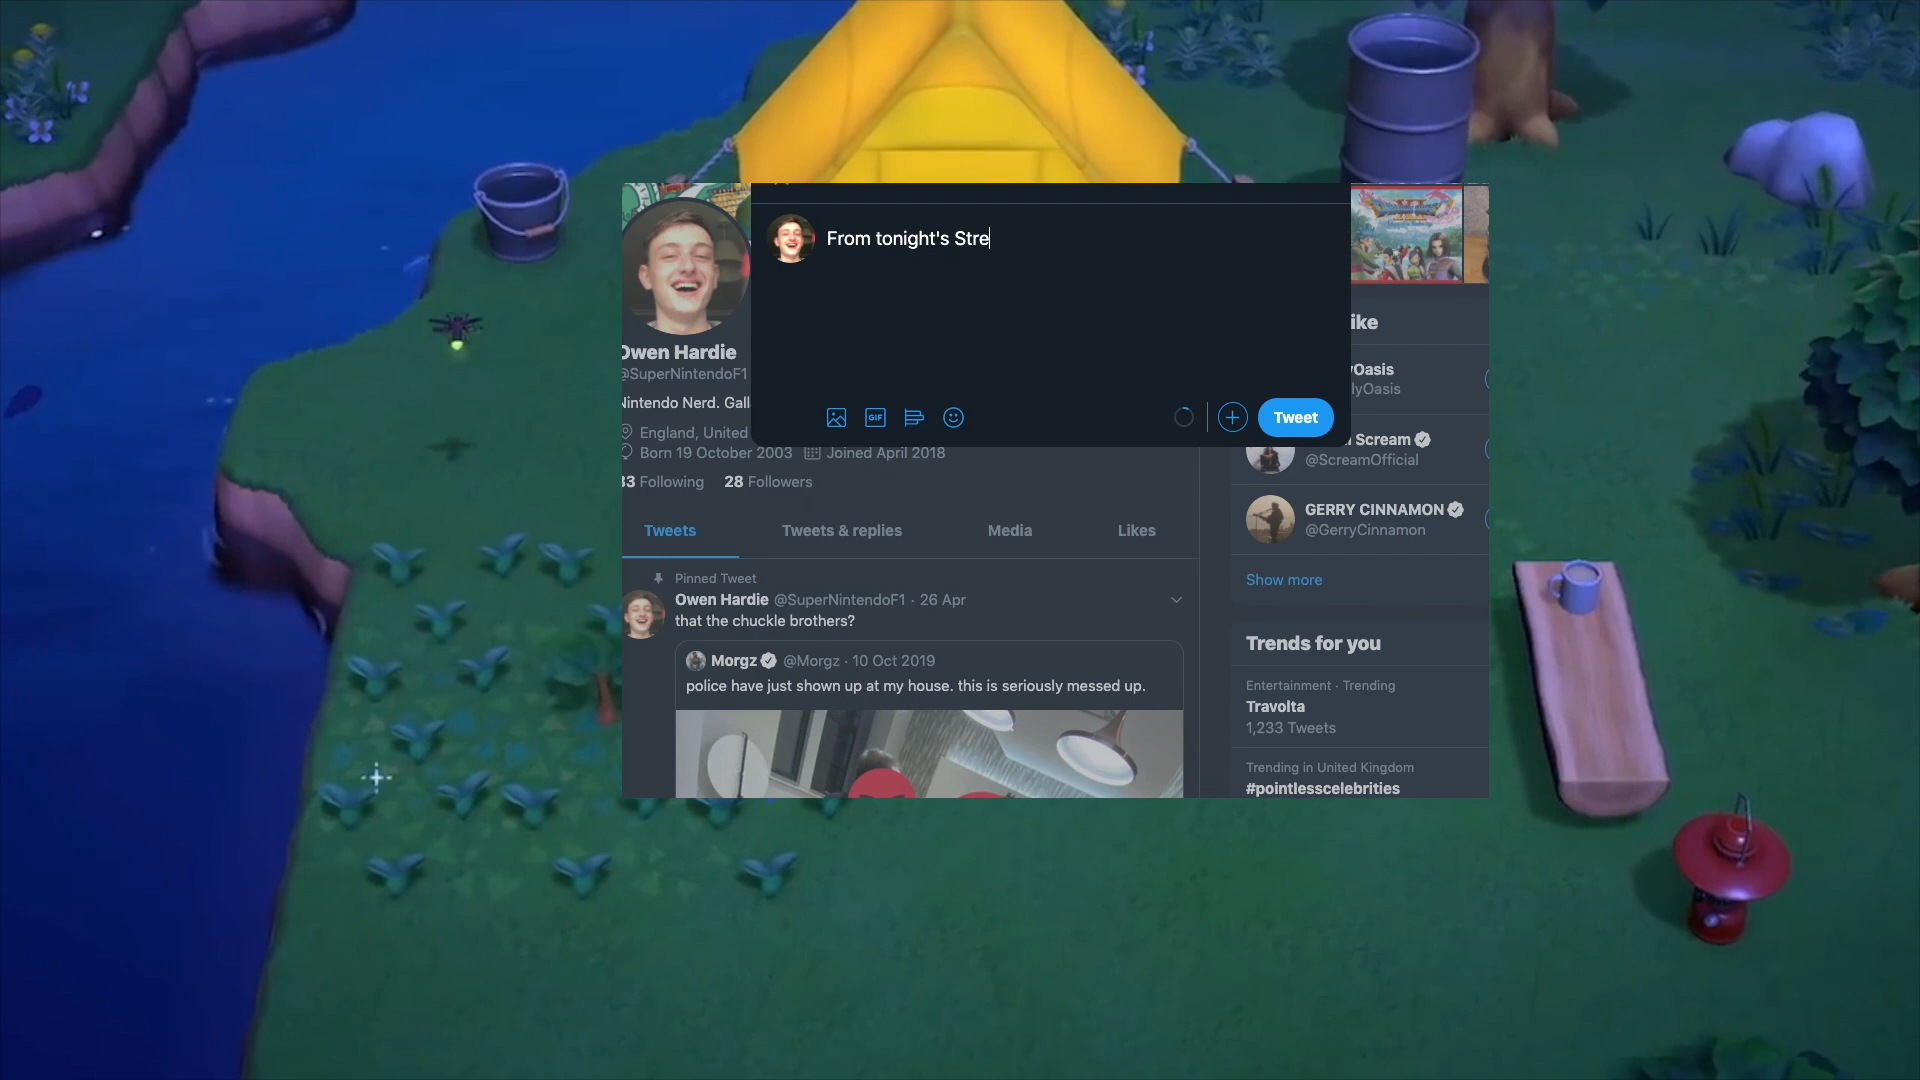 From tonight's Stre
GIF
Tweet
Owen Hardie
@SuperNintendoF1
Nintendo Nerd. Gall
England, United
Born 19 October 2003 Joined April 2018
33 Following 28 Followers
Tweets Tweets & replies Media Likes
Pinned Tweet
Owen Hardie @SuperNintendoF1 · 26 Apr
that the chuckle brothers?
Morgz @Morgz · 10 Oct 2019
police have just shown up at my house. this is seriously messed up.
ike
yOasis
lyOasis
Scream
@ScreamOfficial
GERRY CINNAMON
@GerryCinnamon
Show more
Trends for you
Entertainment · Trending
Travolta
1,233 Tweets
Trending in United Kingdom
#pointlesscelebrities